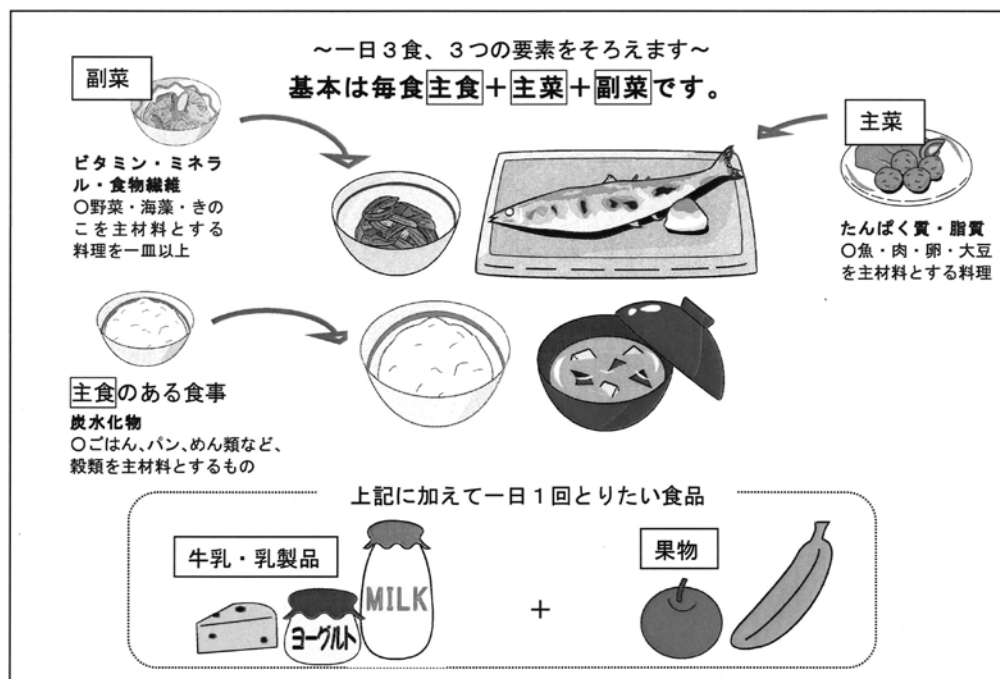 ～一日３食、３つの要素をそろえます～
基本は毎食主食＋主菜＋副菜です。
副菜
ビタミン・ミネラ
ル・食物繊維
○野菜・海藻・きの
こを主材料とする
料理を一皿以上
主菜
たんぱく質・脂質
○魚・肉・卵・大豆
を主材料とする料理
主食のある食事
炭水化物
○ごはん、パン、めん類など、
穀類を主材料とするもの
上記に加えて一日１回とりたい食品
牛乳・乳製品
ヨーグルト
MILK
＋
果物